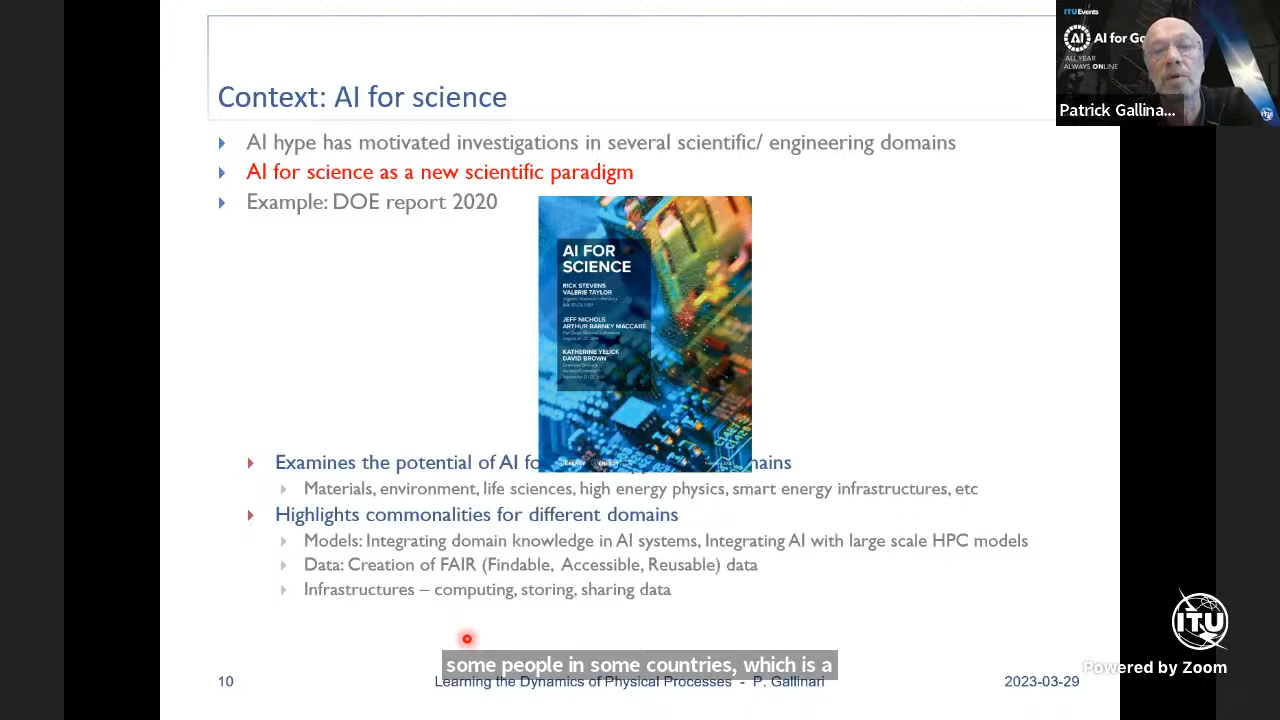 ITUEvents
AI for Go
AI
ALL YEAR
ALWAYS ONLINE
Patrick Gallina...
Context: AI for science
AI hype has motivated investigations in several scientific/ engineering domains
AI for science as a new scientific paradigm
Example: DOE report 2020
AI FOR
SCIENCE
RICK STEVENS
VALERIE TAYLOR
JEFF NICHOLS
ARTHUR BARNEY MACCABE
KATHERINE YELICK
DAVID BROWN
Examines the potential of AI fo
Materials, environment, life sciences, high energy physics, smart energy infrastructures, etc
Highlights commonalities for different domains
Models: Integrating domain knowledge in AI systems, Integrating AI with large scale HPC models
Data: Creation of FAIR (Findable, Accessible, Reusable) data
Infrastructures – computing, storing, sharing data
some people in some countries, which is a
10
Learning the Dynamics of Physical Processes - P. Gallinari
2023-03-29
ITU
Powered by Zoom